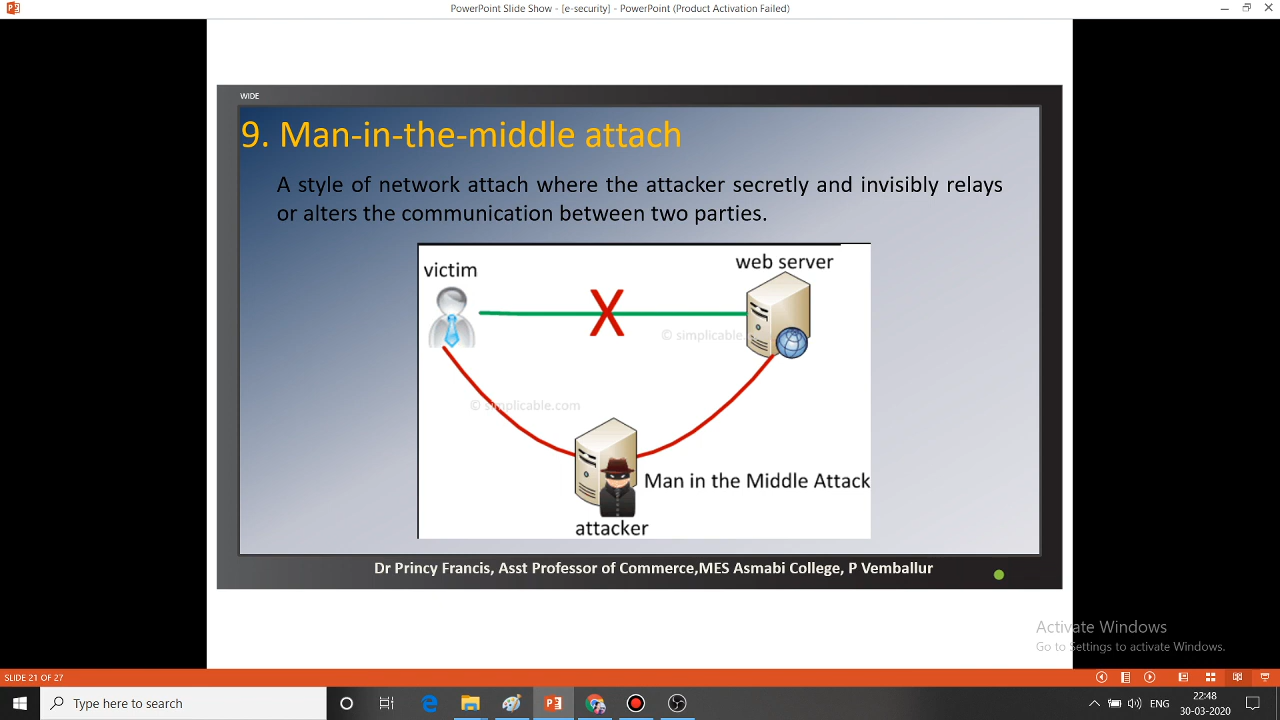 PowerPoint Slide Show - [e-security] - PowerPoint (Product Activation Failed)
WIDE
9. Man-in-the-middle attach
A style of network attach where the attacker secretly and invisibly relays
or alters the communication between two parties.
victim
web server
X
© simplicable
© simplicable.com
Man in the Middle Attack
attacker
Dr Princy Francis, Asst Professor of Commerce,MES Asmabi College, P Vemballur
Activate Windows
Go to Settings to activate Windows.
SLIDE 21 OF 27
Type here to search
ENG
22:48
30-03-2020